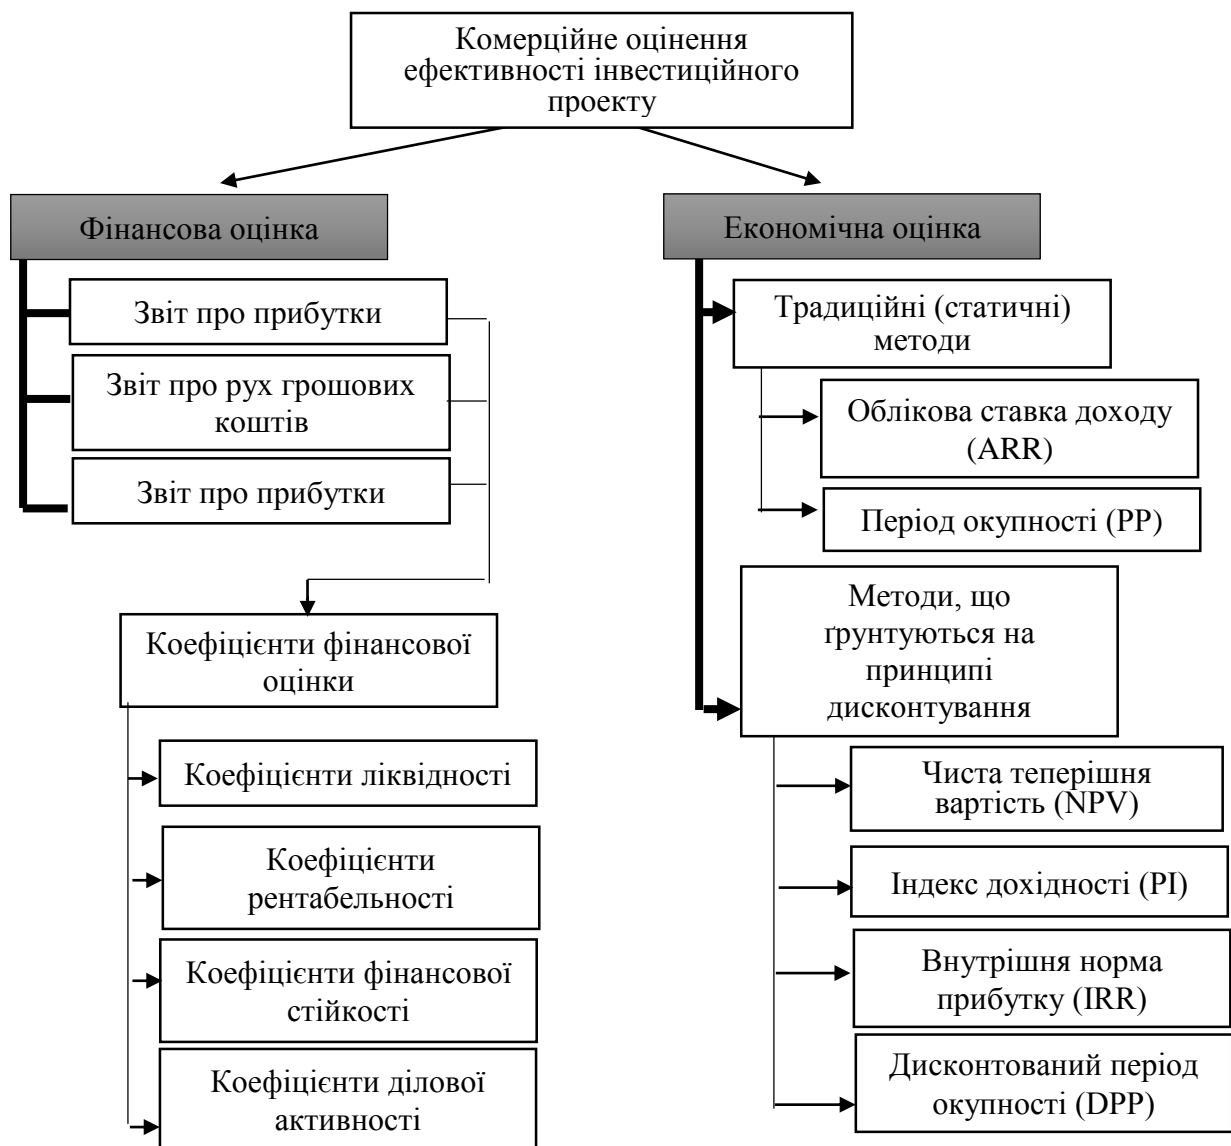 Комерційне оцінення
ефективності інвестиційного
проекту
Фінансова оцінка
Звіт про прибутки
Звіт про рух грошових
коштів
Звіт про прибутки
Коефіцієнти фінансової
оцінки
Коефіцієнти ліквідності
Коефіцієнти
рентабельності
Коефіцієнти фінансової
стійкості
Коефіцієнти ділової
активності
Економічна оцінка
Традиційні (статичні)
методи
Облікова ставка доходу
(ARR)
Період окупності (PP)
Методи, що
ґрунтуються на
принципі
дисконтування
Чиста теперішня
вартість (NPV)
Індекс дохідності (PI)
Внутрішня норма
прибутку (IRR)
Дисконтований період
окупності (DPP)